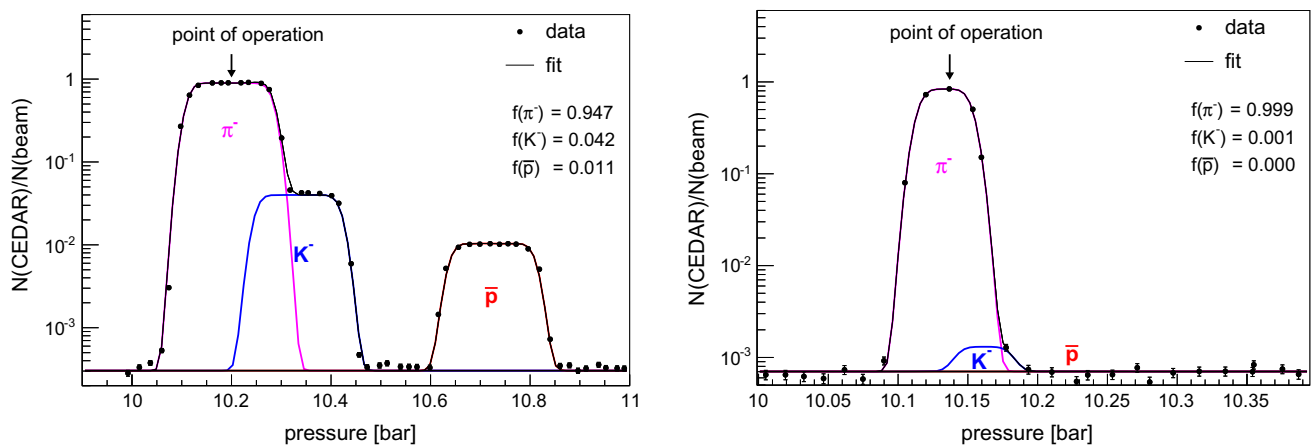 point of operation
data
fit
f(π⁻) = 0.947
f(K⁻) = 0.042
f(p̅) = 0.011
π⁻
K⁻
p̅
N(CEDAR)/N(beam)
1
10⁻¹
10⁻²
10⁻³
10 10.2 10.4 10.6 10.8 11
pressure [bar]
point of operation
data
fit
f(π⁻) = 0.999
f(K⁻) = 0.001
f(p̅) = 0.000
π⁻
K⁻
p̅
N(CEDAR)/N(beam)
1
10⁻¹
10⁻²
10⁻³
10 10.05 10.1 10.15 10.2 10.25 10.3 10.35
pressure [bar]